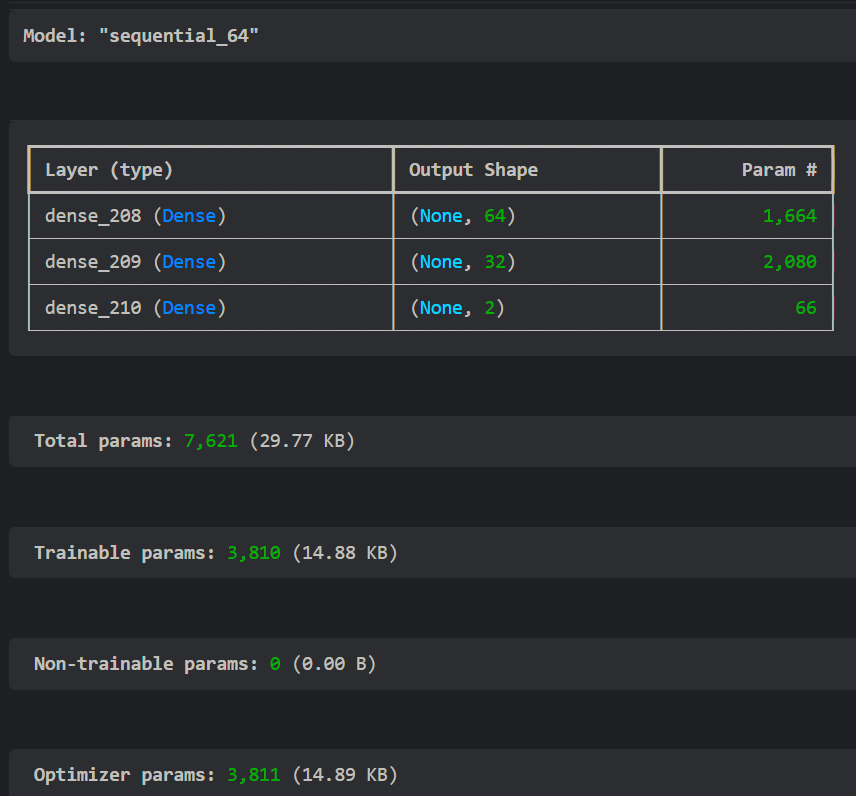 Model: "sequential_64"
Layer (type) Output Shape Param #
dense_208 (Dense) (None, 64) 1,664
dense_209 (Dense) (None, 32) 2,080
dense_210 (Dense) (None, 2) 66
Total params: 7,621 (29.77 KB)
Trainable params: 3,810 (14.88 KB)
Non-trainable params: 0 (0.00 B)
Optimizer params: 3,811 (14.89 KB)